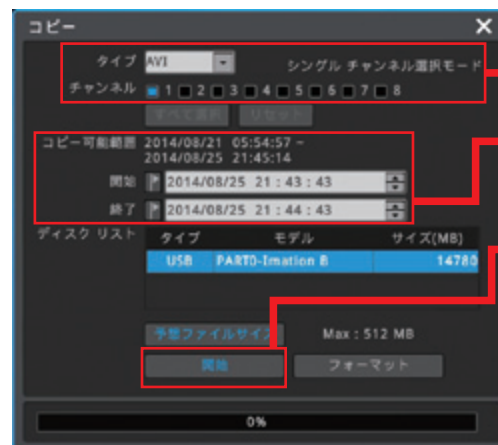 コピー
タイプ AVI シングル チャンネル選択モード
チャンネル 1 2 3 4 5 6 7 8
すべて選択 リセット
コピー可能範囲 2014/08/21 05:54:57 –
2014/08/25 21:45:14
開始 2014/08/25 21 : 43 : 43
終了 2014/08/25 21 : 44 : 43
ディスク リスト タイプ モデル サイズ(MB)
USB PART0-Imation B 14780
予想ファイルサイズ Max : 512 MB
開始 フォーマット
0%